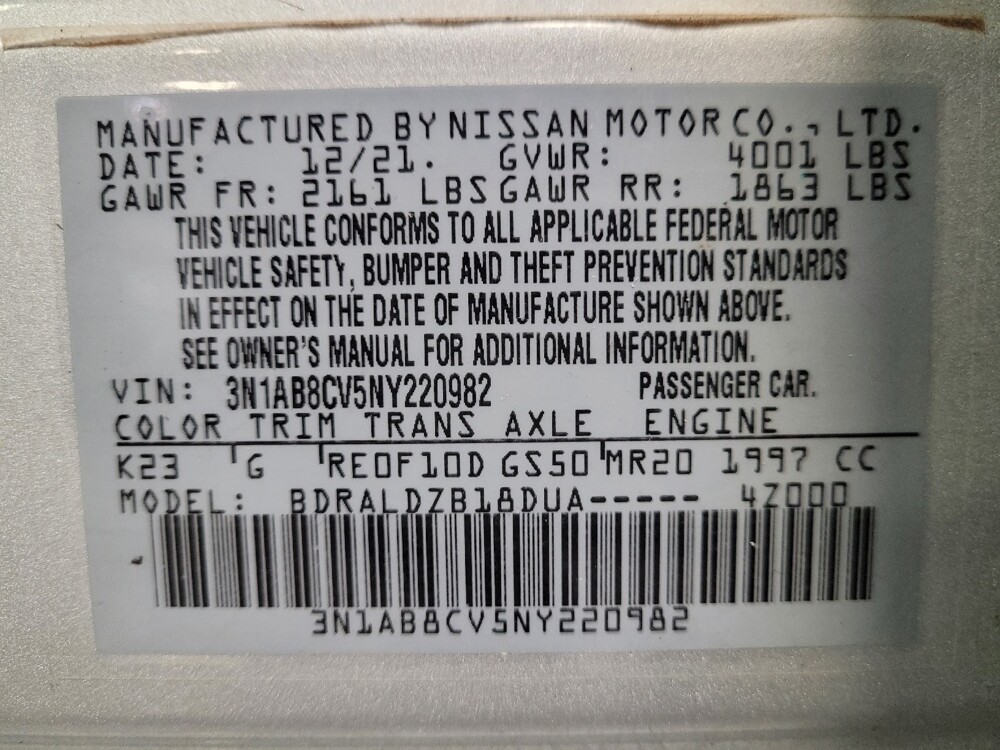 MANUFACTURED BY NISSAN MOTOR CO., LTD.
DATE: 12/21. GVWR: 4001 LBS
GAWR FR: 2161 LBS GAWR RR: 1863 LBS
THIS VEHICLE CONFORMS TO ALL APPLICABLE FEDERAL MOTOR
VEHICLE SAFETY, BUMPER AND THEFT PREVENTION STANDARDS
IN EFFECT ON THE DATE OF MANUFACTURE SHOWN ABOVE.
SEE OWNER'S MANUAL FOR ADDITIONAL INFORMATION.
VIN: 3N1AB8CV5NY220982 PASSENGER CAR.
COLOR TRIM TRANS AXLE ENGINE
K23 G RE0F10D GS50 MR20 1997 CC
MODEL: BDRALDZB18DUA----- 4Z000
3N1AB8CV5NY220982